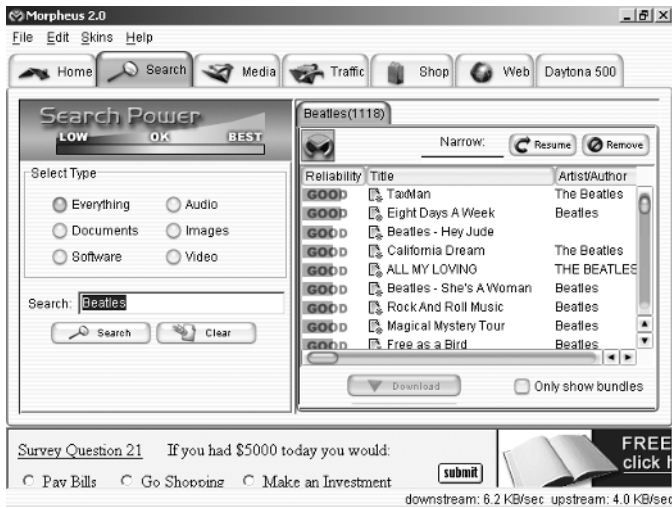 Morpheus 2.0
File Edit Skins Help
Home Search Media Traffic Shop Web Daytona 500
Search Power
LOW OK BEST
Select Type
Everything Audio
Documents Images
Software Video
Search: Beatles
Search Clear
Beatles(1118)
Narrow: Resume Remove
Reliability Title Artist/Author
GOOD TaxMan The Beatles
GOOD Eight Days A Week Beatles
GOOD Beatles - Hey Jude
GOOD California Dream The Beatles
GOOD ALL MY LOVING THE BEATLES
GOOD Beatles - She's A Woman Beatles
GOOD Rock And Roll Music Beatles
GOOD Magical Mystery Tour Beatles
GOOD Free as a Bird Beatles
Download Only show bundles
Survey Question 21 If you had $5000 today you would:
Pay Bills Go Shopping Make an Investment
submit
FREE
click
downstream: 6.2 KB/sec upstream: 4.0 KB/sec